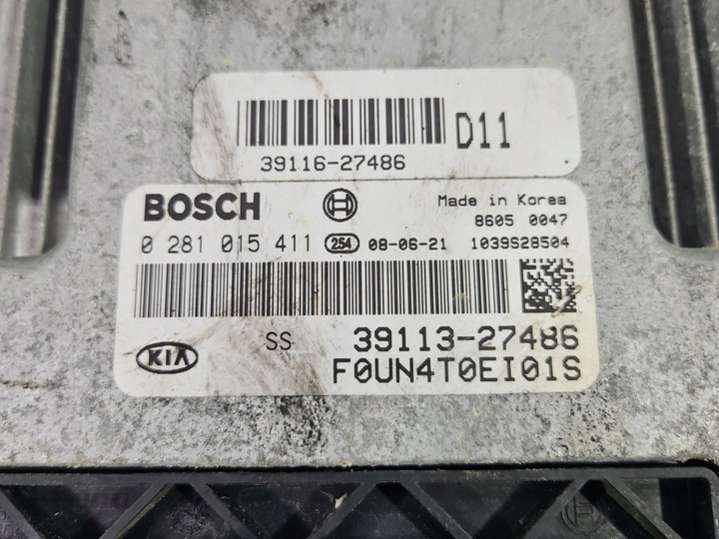 D11
39116-27486
BOSCH
Made in Korea
8605 0047
0 281 015 411 254 08-06-21 1039S28504
KIA SS 39113-27486
F0UN4T0EI01S